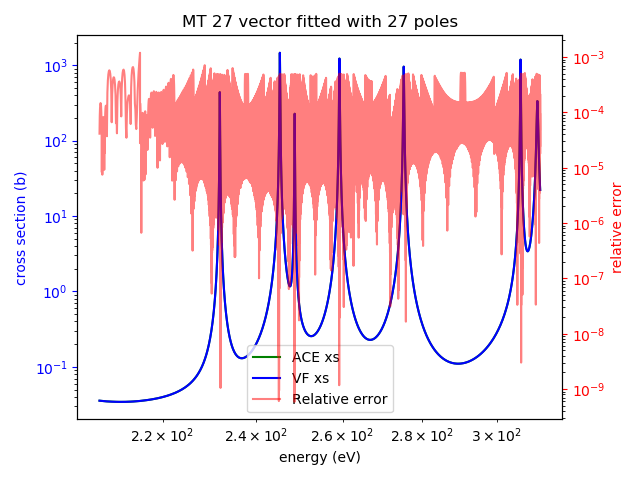 MT 27 vector fitted with 27 poles
10³
10²
10¹
10⁰
10⁻¹
cross section (b)
10⁻³
10⁻⁴
10⁻⁵
10⁻⁶
10⁻⁷
10⁻⁸
10⁻⁹
relative error
ACE xs
VF xs
Relative error
2.2 × 10² 2.4 × 10² 2.6 × 10² 2.8 × 10² 3 × 10²
energy (eV)